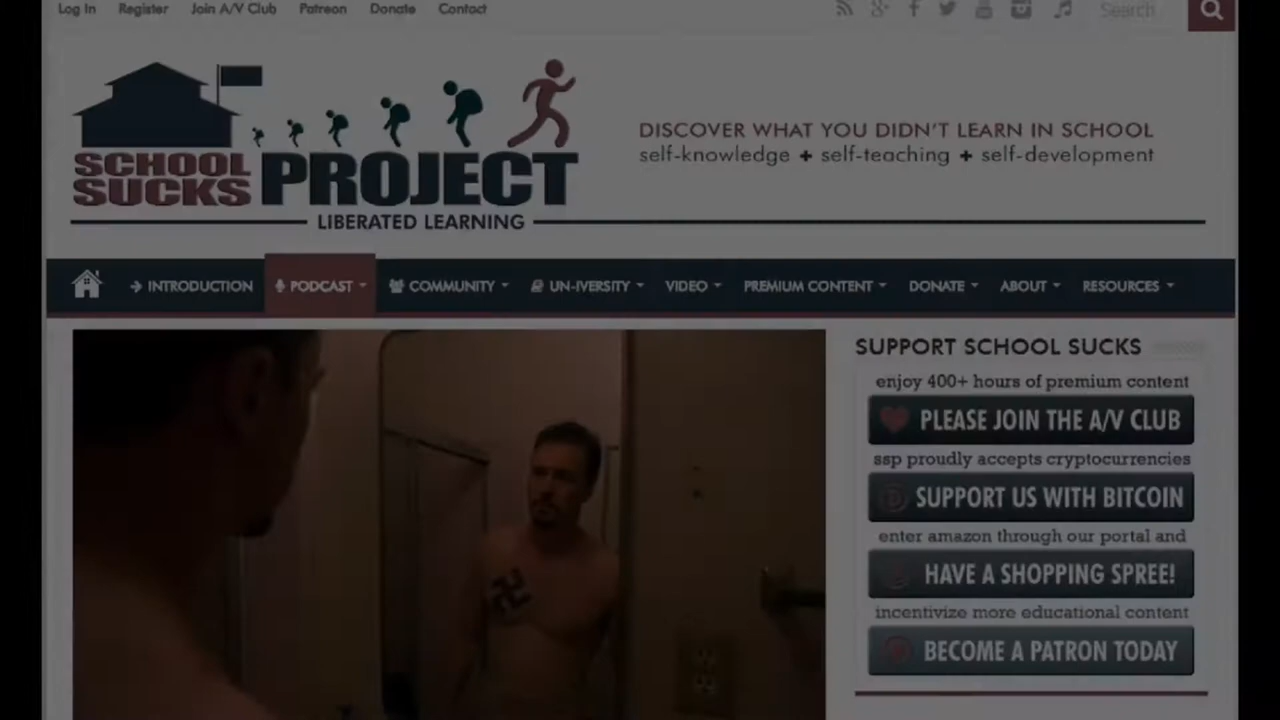 Log In Register Join A/V Club Patreon Donate Contact Search
SCHOOL SUCKS PROJECT
LIBERATED LEARNING
DISCOVER WHAT YOU DIDN'T LEARN IN SCHOOL
self-knowledge + self-teaching + self-development
INTRODUCTION PODCAST COMMUNITY UN-IVERSITY VIDEO PREMIUM CONTENT DONATE ABOUT RESOURCES
SUPPORT SCHOOL SUCKS
enjoy 400+ hours of premium content
PLEASE JOIN THE A/V CLUB
ssp proudly accepts cryptocurrencies
SUPPORT US WITH BITCOIN
enter amazon through our portal and
HAVE A SHOPPING SPREE!
incentivize more educational content
BECOME A PATRON TODAY